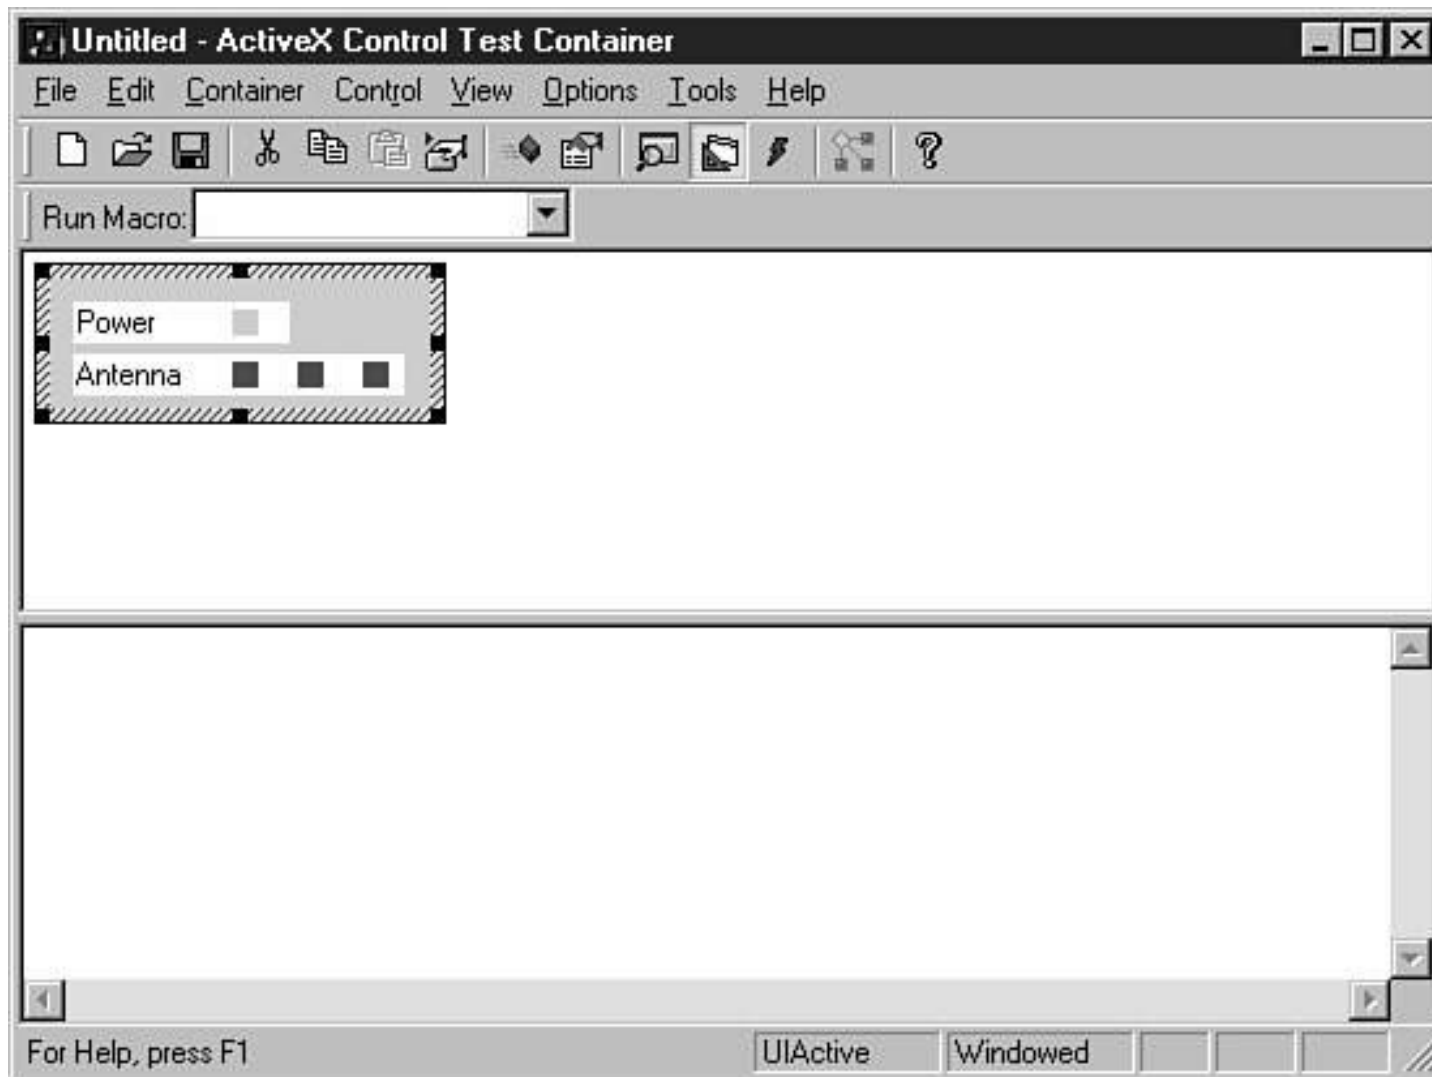 Untitled - ActiveX Control Test Container
File Edit Container Control View Options Tools Help
Run Macro:
Power
Antenna
For Help, press F1 UIActive Windowed